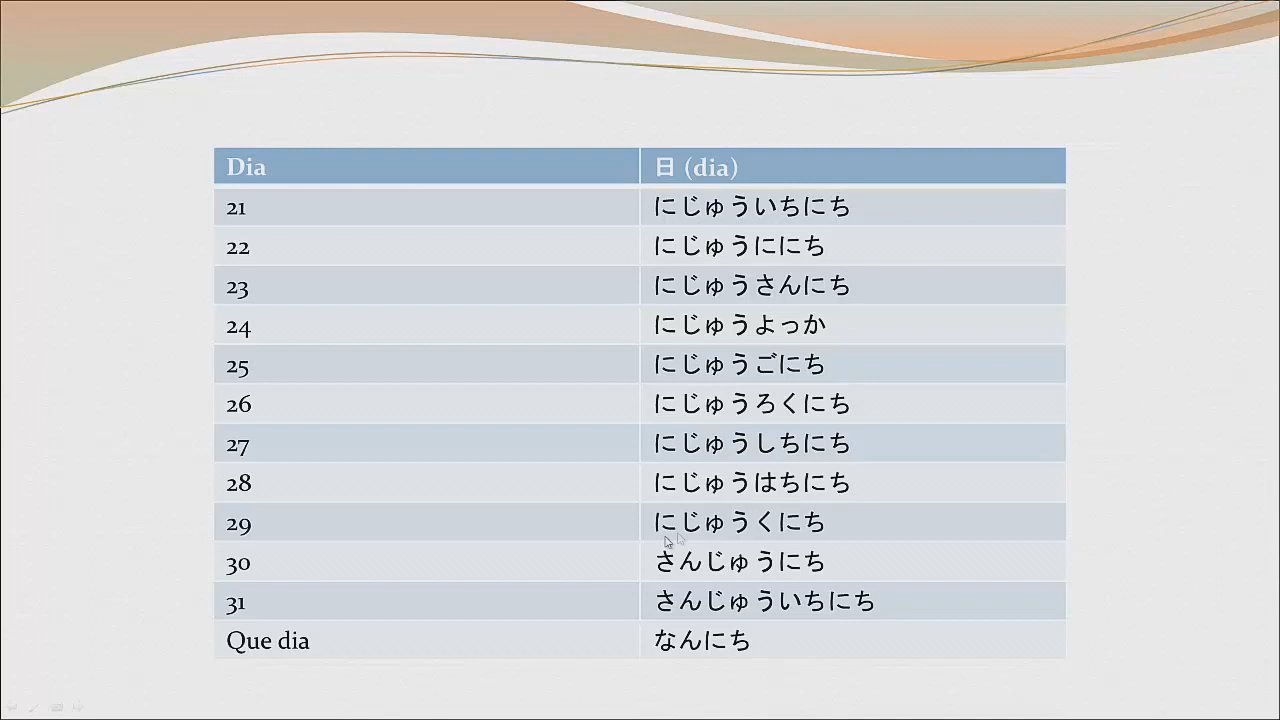 Dia 日 (dia)
21 にじゅういちにち
22 にじゅうににち
23 にじゅうさんにち
24 にじゅうよっか
25 にじゅうごにち
26 にじゅうろくにち
27 にじゅうしちにち
28 にじゅうはちにち
29 にじゅうくにち
30 さんじゅうにち
31 さんじゅういちにち
Que dia なんにち